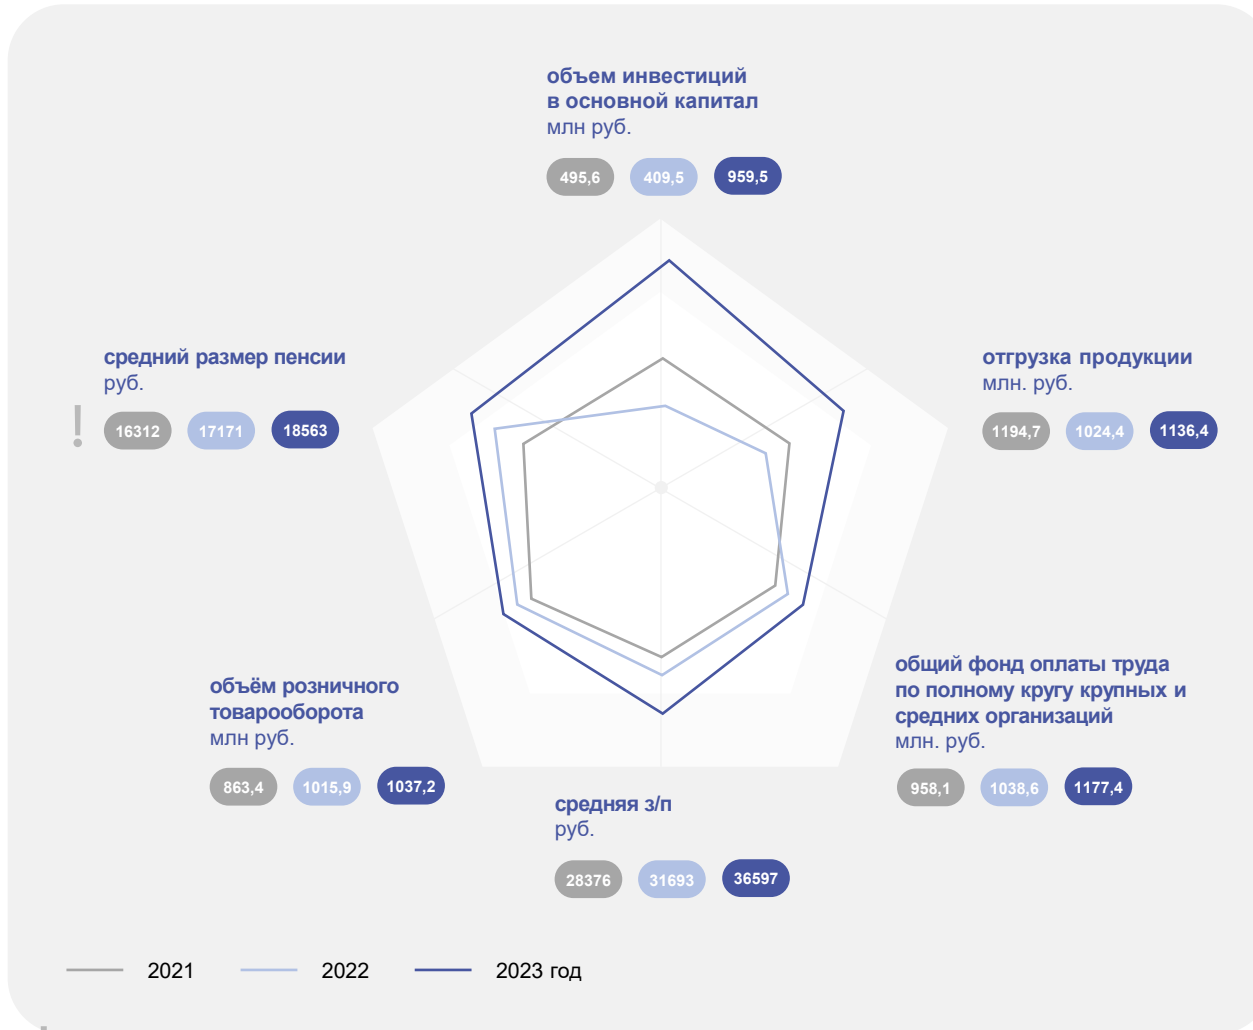 объем инвестиций
в основной капитал
млн руб.
495,6 409,5 959,5
средний размер пенсии
руб.
! 16312 17171 18563
отгрузка продукции
млн. руб.
1194,7 1024,4 1136,4
объём розничного
товарооборота
млн руб.
863,4 1015,9 1037,2
общий фонд оплаты труда
по полному кругу крупных и
средних организаций
млн. руб.
958,1 1038,6 1177,4
средняя з/п
руб.
28376 31693 36597
2021 2022 2023 год